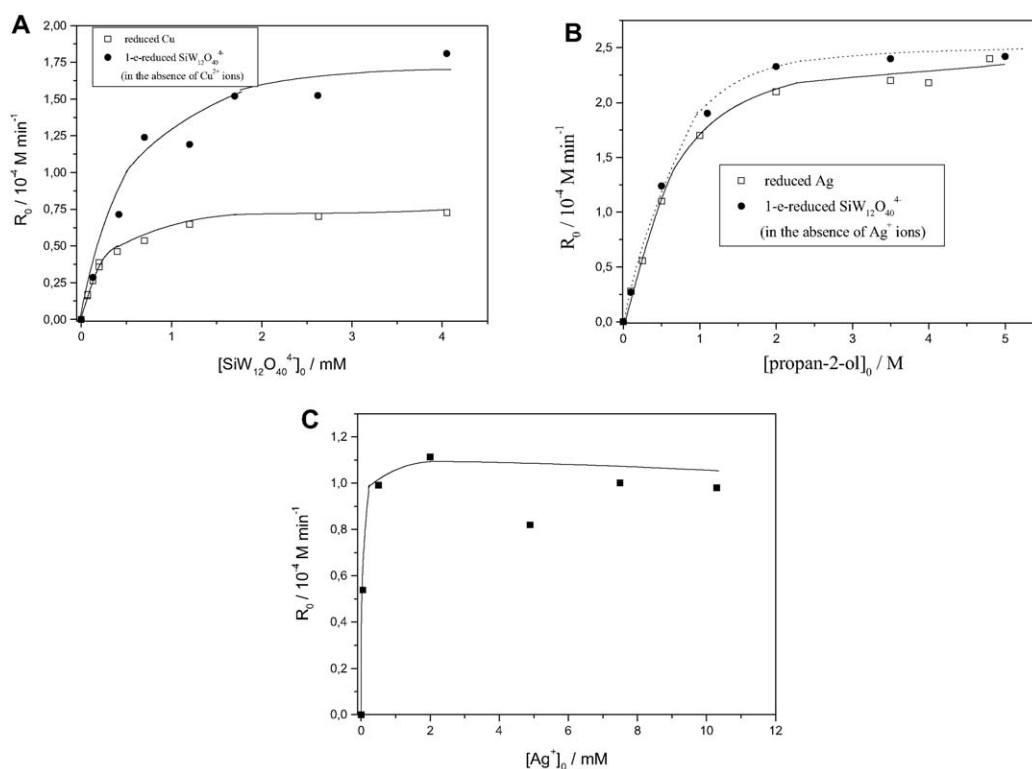 A
2,00
1,75
1,50
1,25
1,00
0,75
0,50
0,25
0,00
R₀ / 10⁻⁴ M min⁻¹
reduced Cu
1-e-reduced SiW₁₂O₄₀⁴⁻
(in the absence of Cu²⁺ ions)
0 1 2 3 4
[SiW₁₂O₄₀⁴⁻]₀ / mM
B
2,5
2,0
1,5
1,0
0,5
0,0
R₀ / 10⁻⁴ M min⁻¹
reduced Ag
1-e-reduced SiW₁₂O₄₀⁴⁻
(in the absence of Ag⁺ ions)
0 1 2 3 4 5
[propan-2-ol]₀ / M
C
1,2
1,0
0,8
0,6
0,4
0,2
0,0
R₀ / 10⁻⁴ M min⁻¹
0 2 4 6 8 10 12
[Ag⁺]₀ / mM